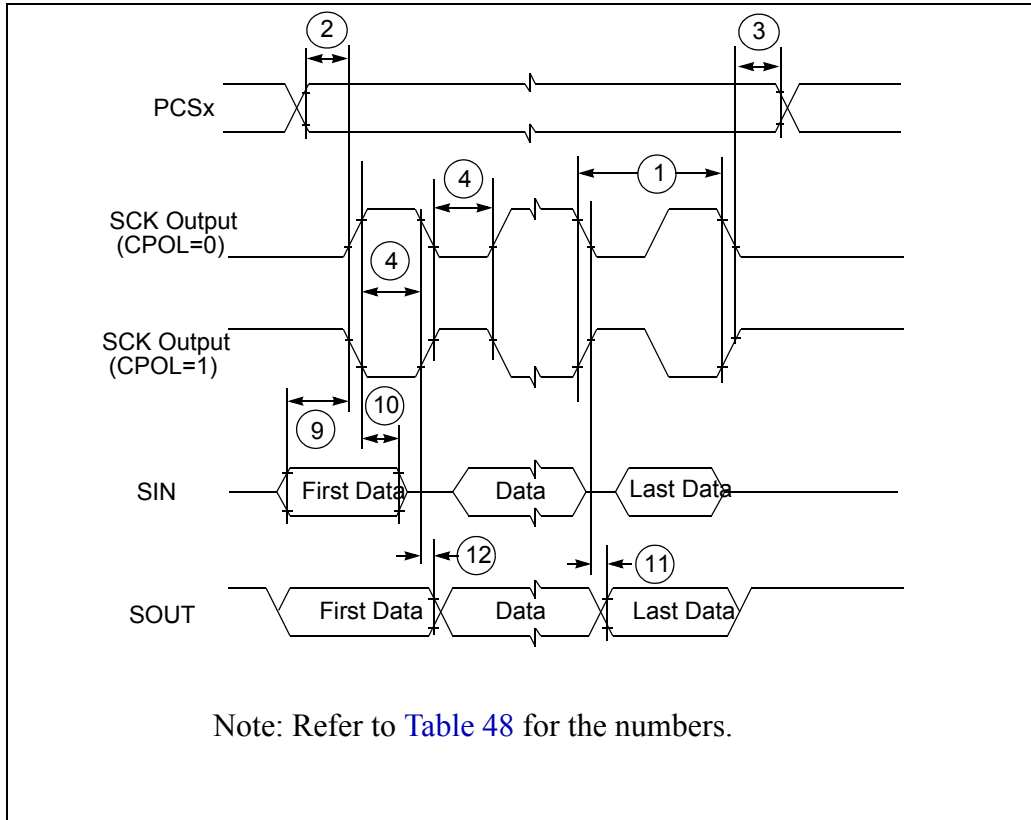 2
3
PCSx
4
1
SCK Output
(CPOL=0)
4
SCK Output
(CPOL=1)
9
10
SIN
First Data
Data
Last Data
12
11
SOUT
First Data
Data
Last Data
Note: Refer to Table 48 for the numbers.